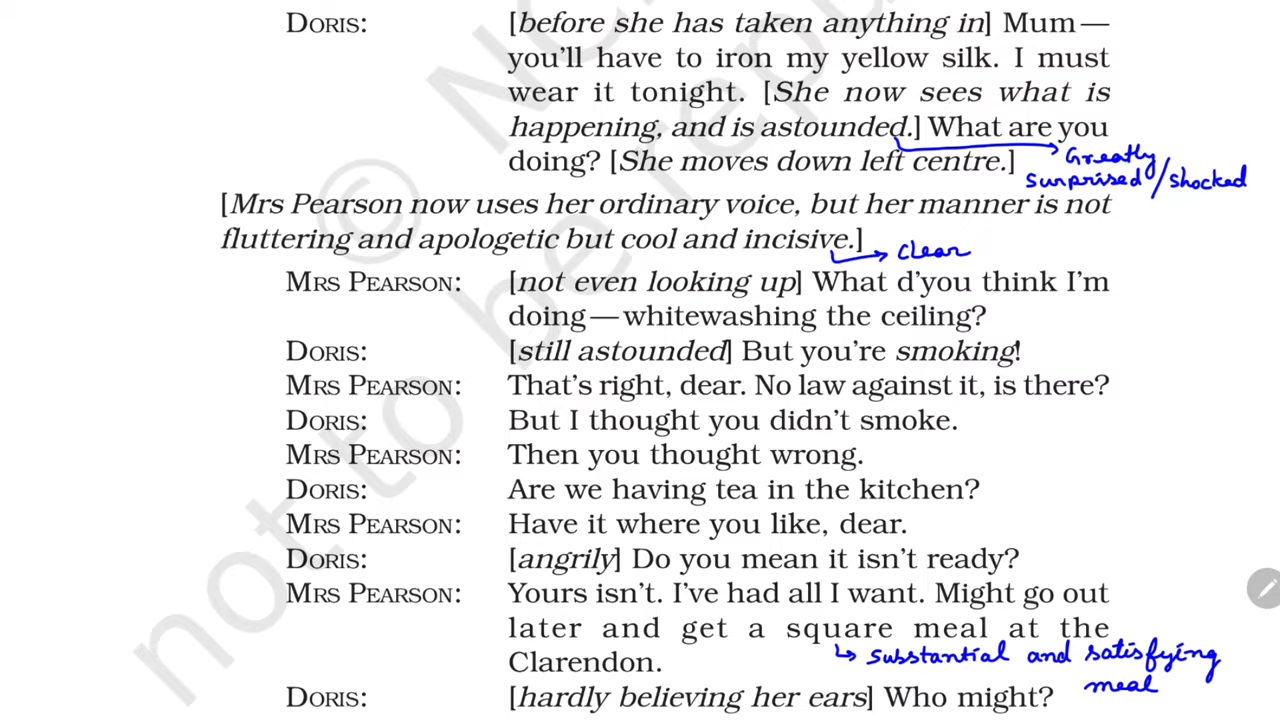 DORIS: [before she has taken anything in] Mum—
you'll have to iron my yellow silk. I must
wear it tonight. [She now sees what is
happening, and is astounded.] What are you
doing? [She moves down left centre.]
Greatly
surprised/shocked
[Mrs Pearson now uses her ordinary voice, but her manner is not
fluttering and apologetic but cool and incisive.]
clear
MRS PEARSON: [not even looking up] What d'you think I'm
doing—whitewashing the ceiling?
DORIS: [still astounded] But you're smoking!
MRS PEARSON: That's right, dear. No law against it, is there?
DORIS: But I thought you didn't smoke.
MRS PEARSON: Then you thought wrong.
DORIS: Are we having tea in the kitchen?
MRS PEARSON: Have it where you like, dear.
DORIS: [angrily] Do you mean it isn't ready?
MRS PEARSON: Yours isn't. I've had all I want. Might go out
later and get a square meal at the
substantial and satisfying
meal
Clarendon.
DORIS: [hardly believing her ears] Who might?
© NC
not to be repu